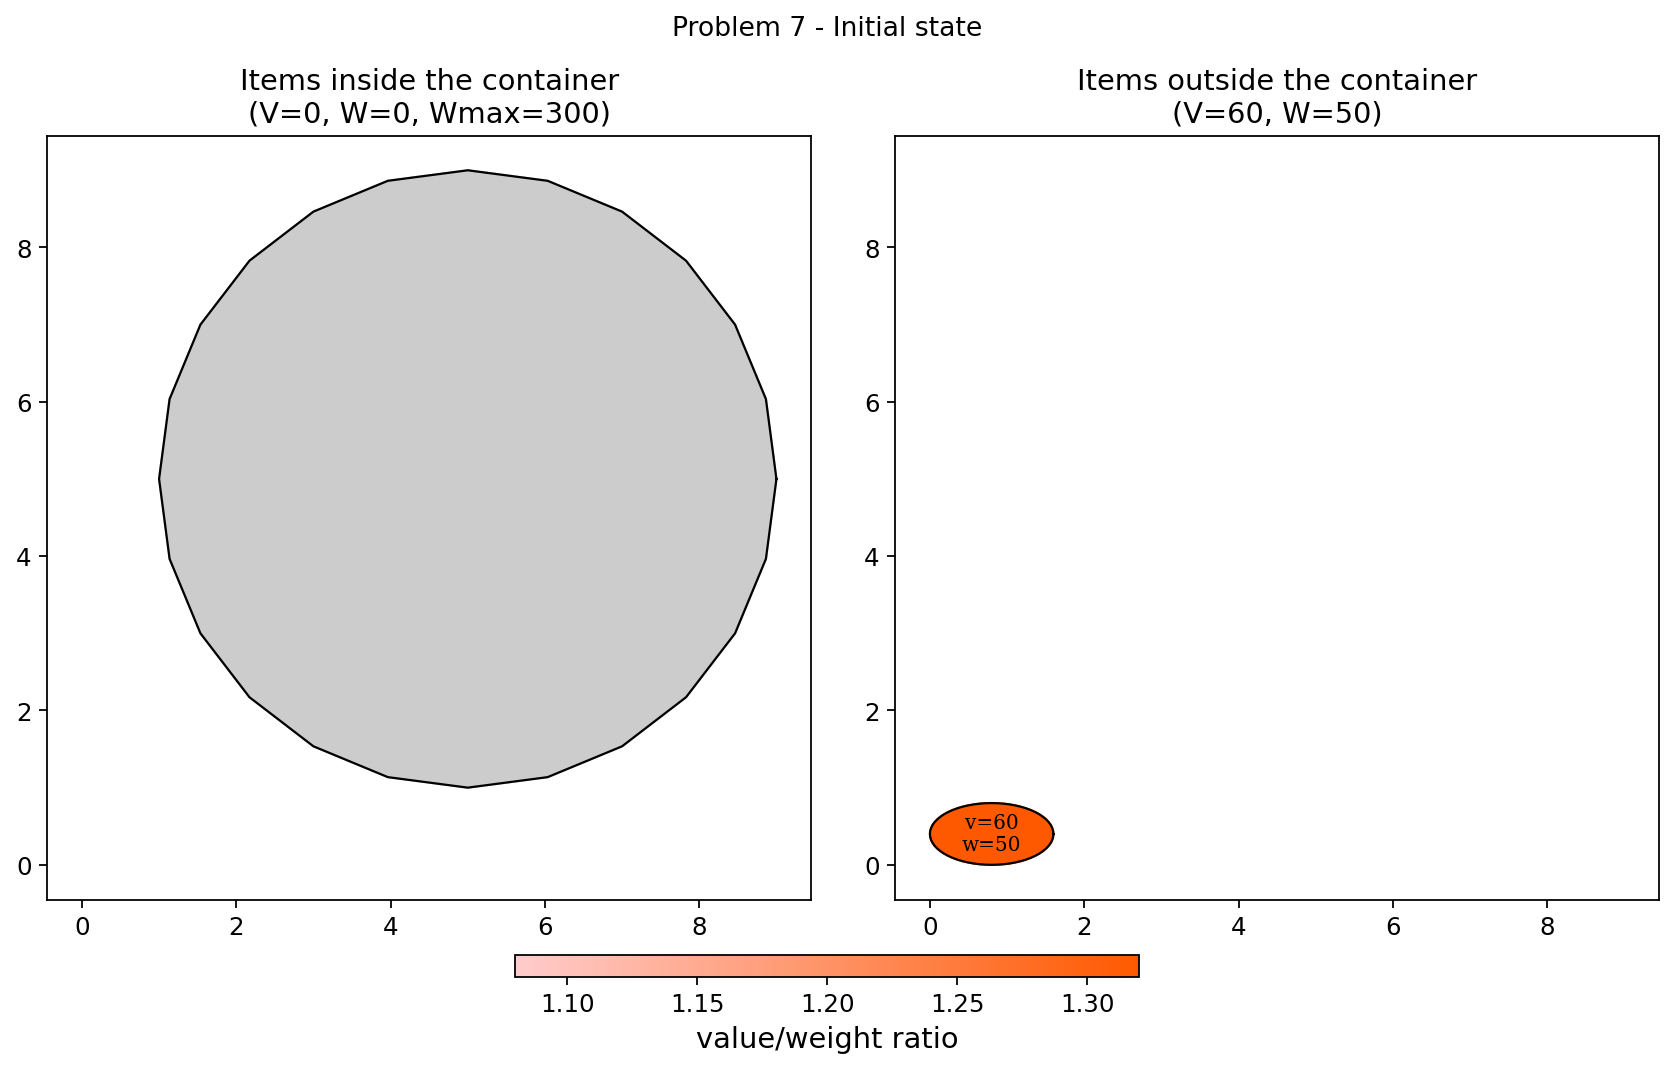 Problem 7 - Initial state
Items inside the container
(V=0, W=0, Wmax=300)
8
6
4
2
0
0 2 4 6 8
Items outside the container
(V=60, W=50)
8
6
4
2
0
v=60
w=50
0 2 4 6 8
1.10 1.15 1.20 1.25 1.30
value/weight ratio